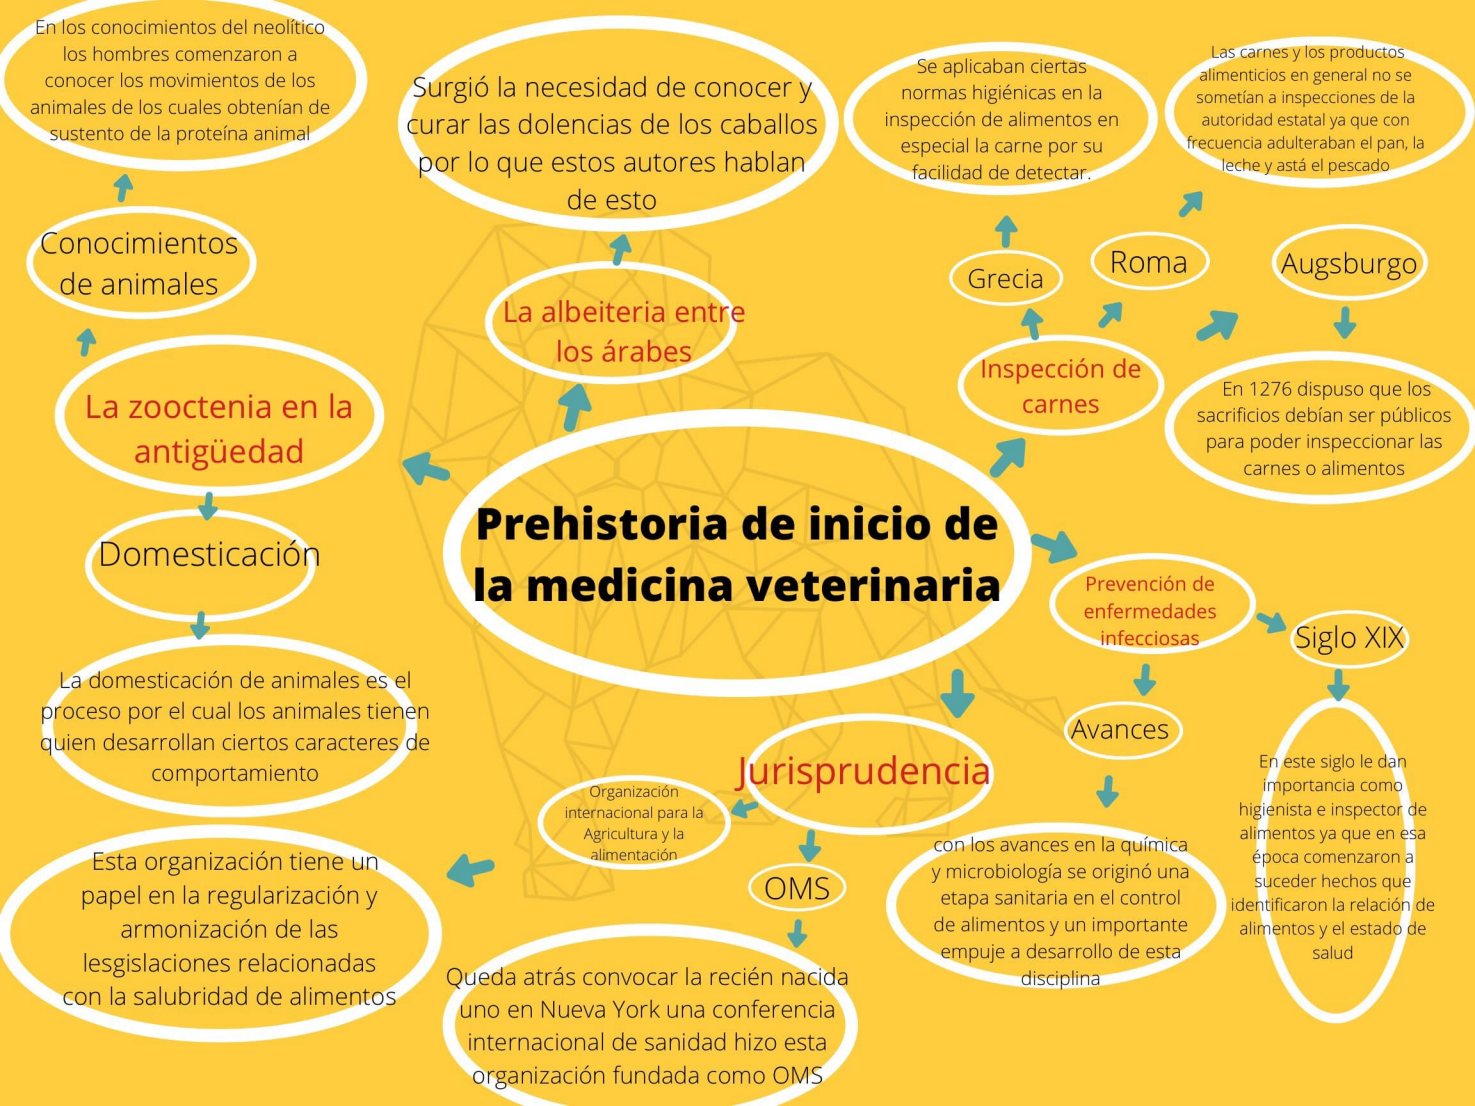 En los conocimientos del neolítico
los hombres comenzaron a
conocer los movimientos de los
animales de los cuales obtenían de
sustento de la proteína animal
Conocimientos
de animales
La zooctenia en la
antigüedad
Domesticación
La domesticación de animales es el
proceso por el cual los animales tienen
quien desarrollan ciertos caracteres de
comportamiento
Surgió la necesidad de conocer y
curar las dolencias de los caballos
por lo que estos autores hablan
de esto
La albeiteria entre
los árabes
Se aplicaban ciertas
normas higiénicas en la
inspección de alimentos en
especial la carne por su
facilidad de detectar.
Grecia
Las carnes y los productos
alimenticios en general no se
sometían a inspecciones de la
autoridad estatal ya que con
frecuencia adulteraban el pan, la
leche y astá el pescado
Roma
Augsburgo
Inspección de
carnes
En 1276 dispuso que los
sacrificios debían ser públicos
para poder inspeccionar las
carnes o alimentos
Prehistoria de inicio de
la medicina veterinaria
Prevención de
enfermedades
infecciosas
Siglo XIX
Avances
En este siglo le dan
importancia como
higienista e inspector de
alimentos ya que en esa
época comenzaron a
suceder hechos que
identificaron la relación de
alimentos y el estado de
salud
con los avances en la química
y microbiología se originó una
etapa sanitaria en el control
de alimentos y un importante
empuje a desarrollo de esta
disciplina
Jurisprudencia
Organización
internacional para la
Agricultura y la
alimentación
OMS
Esta organización tiene un
papel en la regularización y
armonización de las
lesgislaciones relacionadas
con la salubridad de alimentos
Queda atrás convocar la recién nacida
uno en Nueva York una conferencia
internacional de sanidad hizo esta
organización fundada como OMS